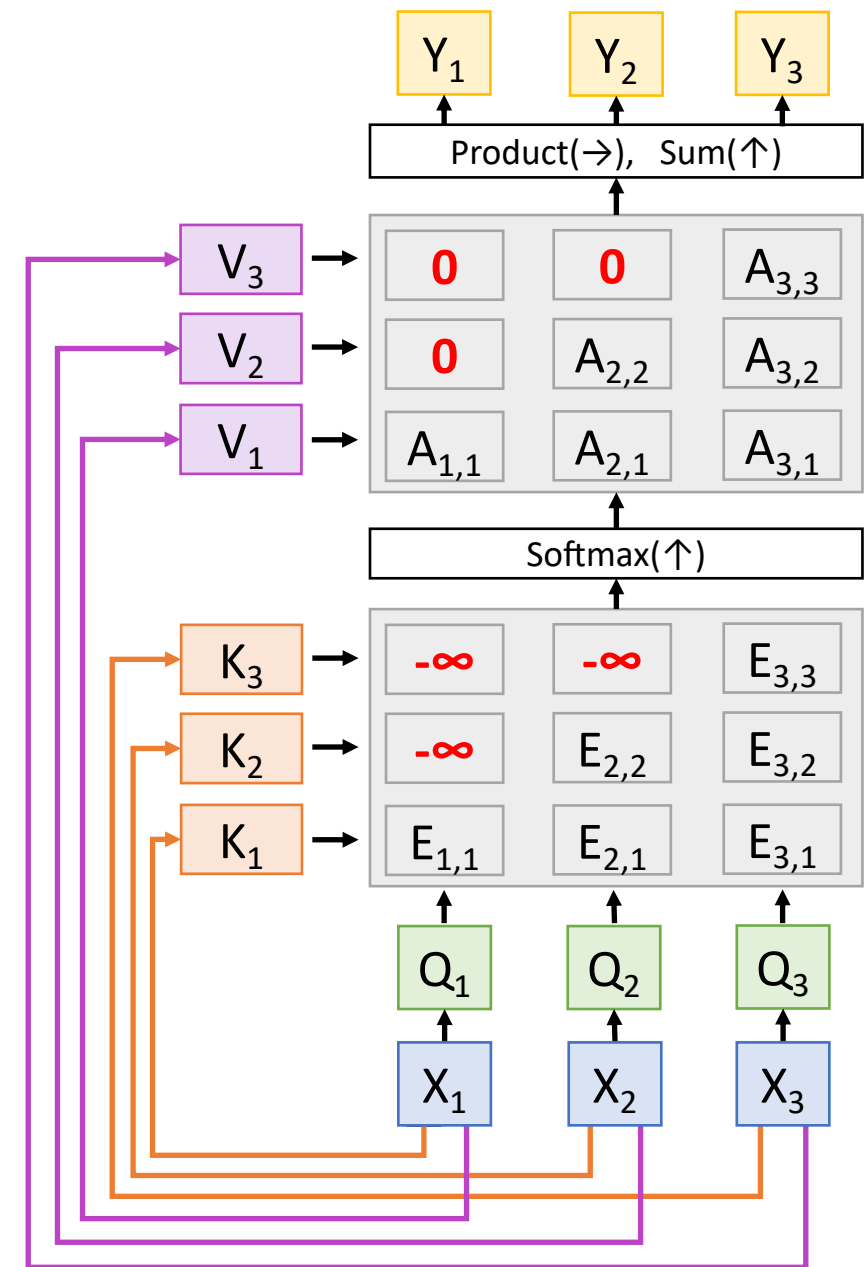 Y₁ Y₂ Y₃
Product(→), Sum(↑)
V₃ 0 0 A₃,₃
V₂ 0 A₂,₂ A₃,₂
V₁ A₁,₁ A₂,₁ A₃,₁
Softmax(↑)
K₃ -∞ -∞ E₃,₃
K₂ -∞ E₂,₂ E₃,₂
K₁ E₁,₁ E₂,₁ E₃,₁
Q₁ Q₂ Q₃
X₁ X₂ X₃